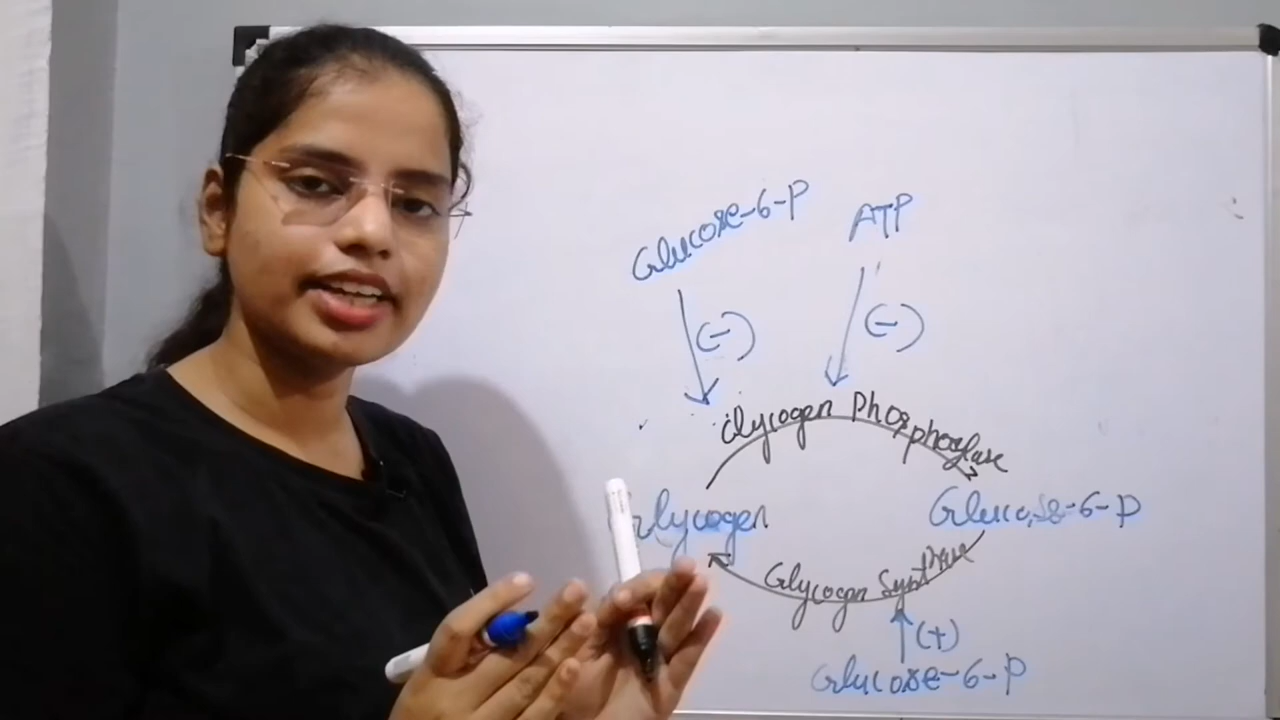 Glucose-6-P
ATP
(-)
(-)
Glycogen Phosphorylase
Glycogen
Glucose-6-P
Glycogen Synthase
(+)
Glucose-6-P